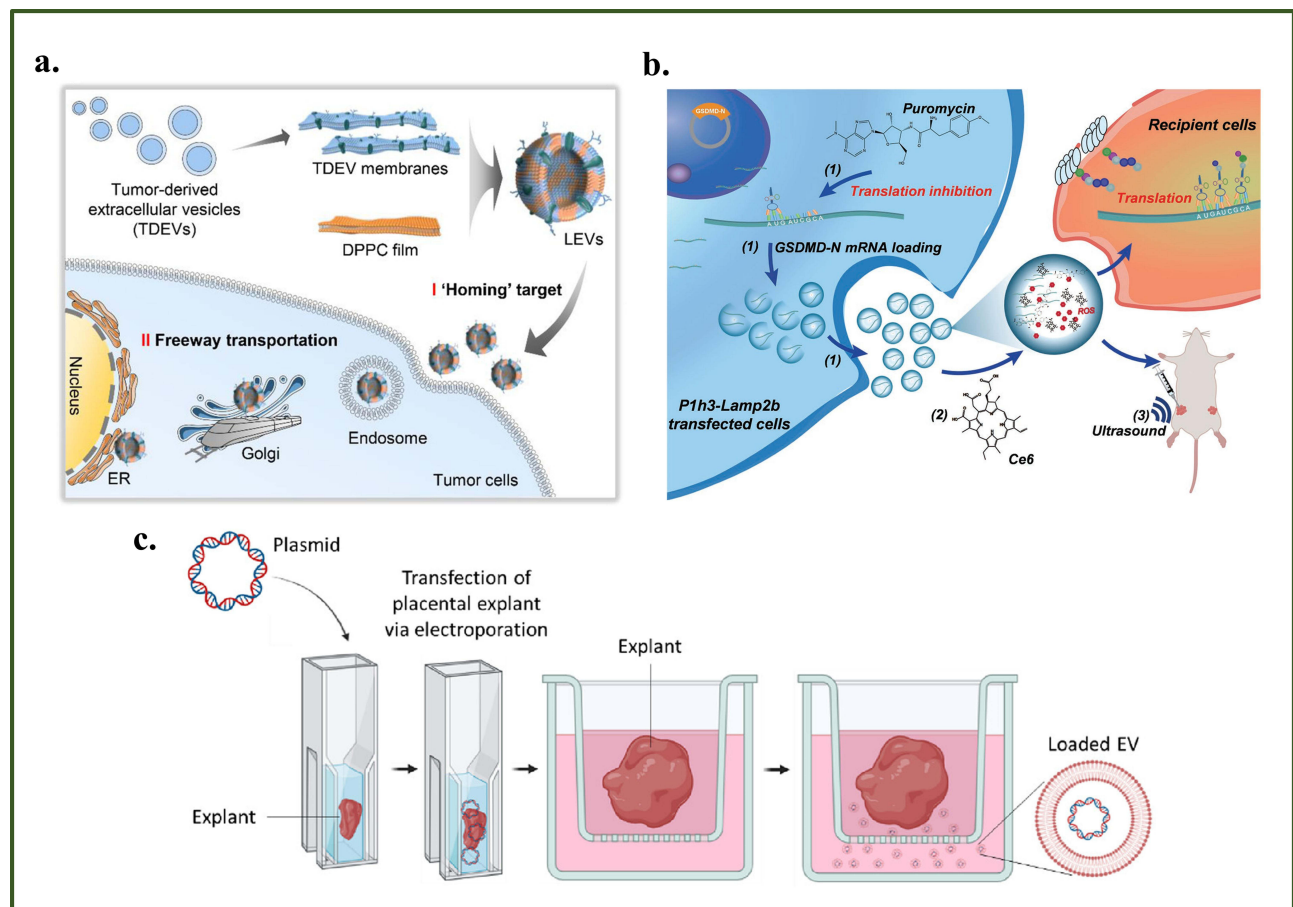 a.
Tumor-derived
extracellular vesicles
(TDEVs)
TDEV membranes
DPPC film
LEVs
I 'Homing' target
II Freeway transportation
Nucleus
ER
Golgi
Endosome
Tumor cells
b.
GSDMD-N
Puromycin
(1)
Translation inhibition
AUGAUCGCA
(1)
GSDMD-N mRNA loading
(1)
P1h3-Lamp2b
transfected cells
(2)
Ce6
ROS
Recipient cells
Translation
AUGAUCGCA
(3)
Ultrasound
c.
Plasmid
Transfection of
placental explant
via electroporation
Explant
Explant
Loaded EV